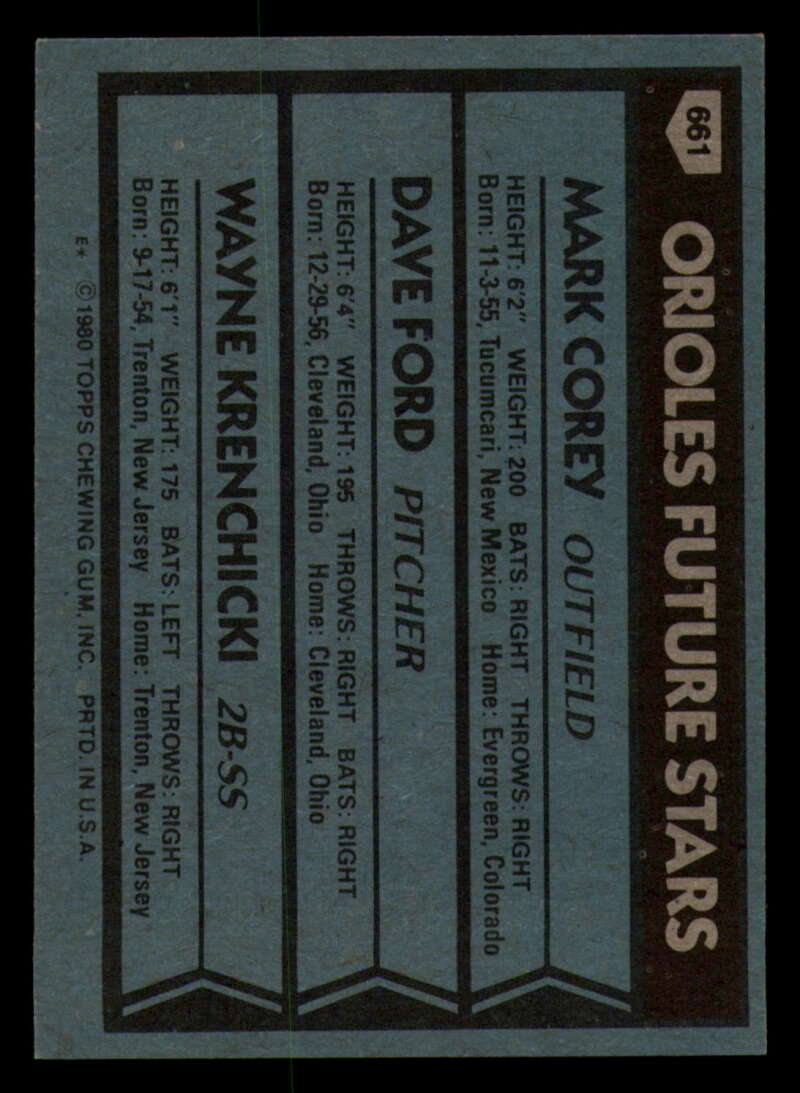 661
ORIOLES FUTURE STARS
MARK COREY OUTFIELD
HEIGHT: 6'2" WEIGHT: 200 BATS: RIGHT THROWS: RIGHT
Born: 11-3-55, Tucumcari, New Mexico Home: Evergreen, Colorado
DAVE FORD PITCHER
HEIGHT: 6'4" WEIGHT: 195 THROWS: RIGHT BATS: RIGHT
Born: 12-29-56, Cleveland, Ohio Home: Cleveland, Ohio
WAYNE KRENCHICKI 2B-SS
HEIGHT: 6'1" WEIGHT: 175 BATS: LEFT THROWS: RIGHT
Born: 9-17-54, Trenton, New Jersey Home: Trenton, New Jersey
E* © 1980 TOPPS CHEWING GUM, INC. PRTD. IN U.S.A.